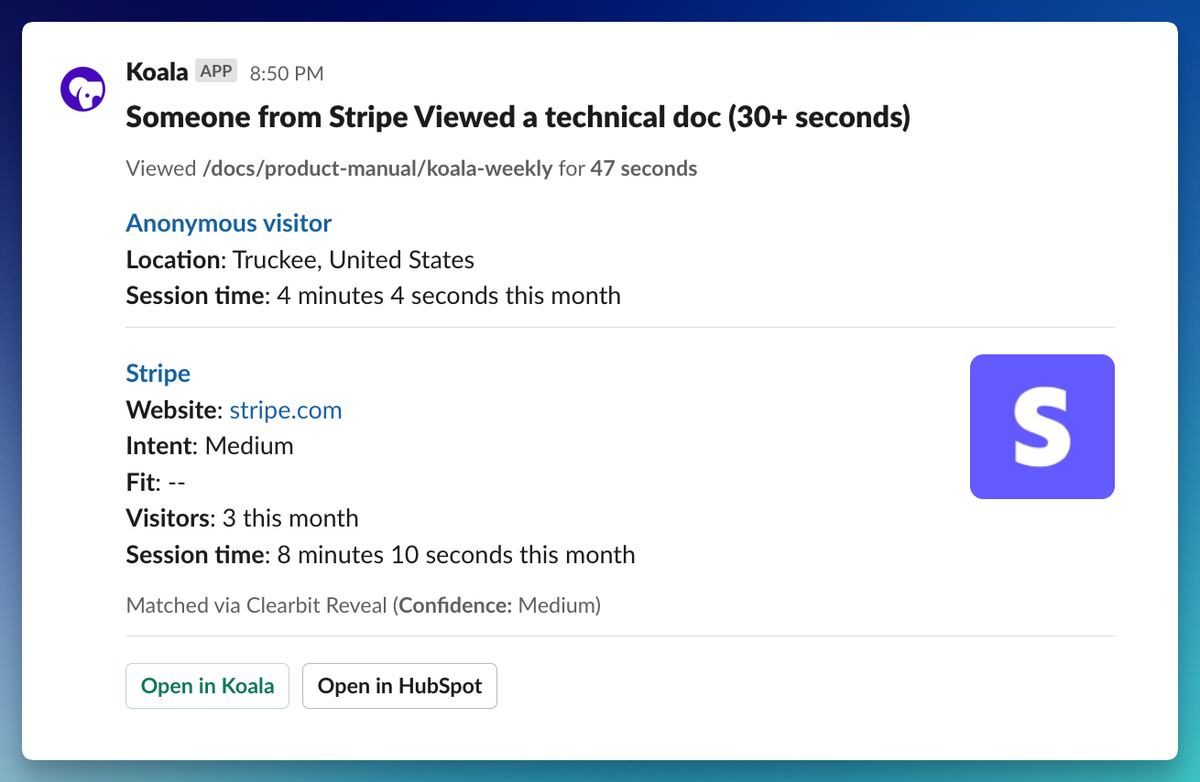 Koala APP 8:50 PM
Someone from Stripe Viewed a technical doc (30+ seconds)
Viewed /docs/product-manual/koala-weekly for 47 seconds
Anonymous visitor
Location: Truckee, United States
Session time: 4 minutes 4 seconds this month
Stripe
Website: stripe.com
Intent: Medium
Fit: --
Visitors: 3 this month
Session time: 8 minutes 10 seconds this month
S
Matched via Clearbit Reveal (Confidence: Medium)
Open in Koala Open in HubSpot